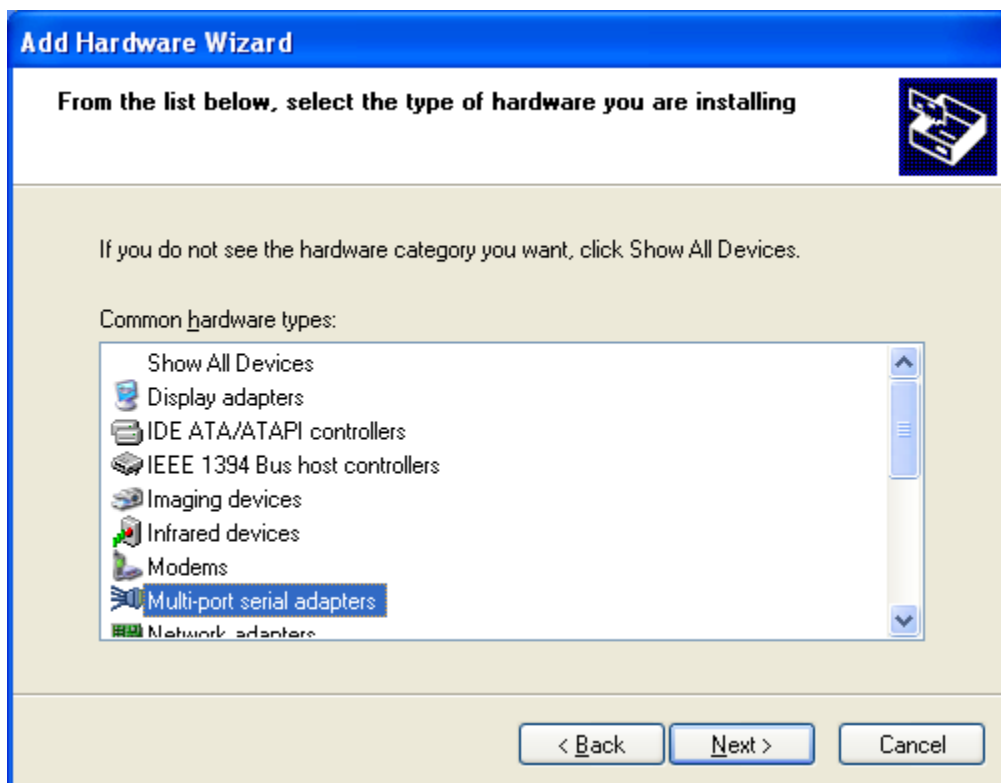 Add Hardware Wizard
From the list below, select the type of hardware you are installing
If you do not see the hardware category you want, click Show All Devices.
Common hardware types:
Show All Devices
Display adapters
IDE ATA/ATAPI controllers
IEEE 1394 Bus host controllers
Imaging devices
Infrared devices
Modems
Multi-port serial adapters
Network adapters
< Back Next > Cancel